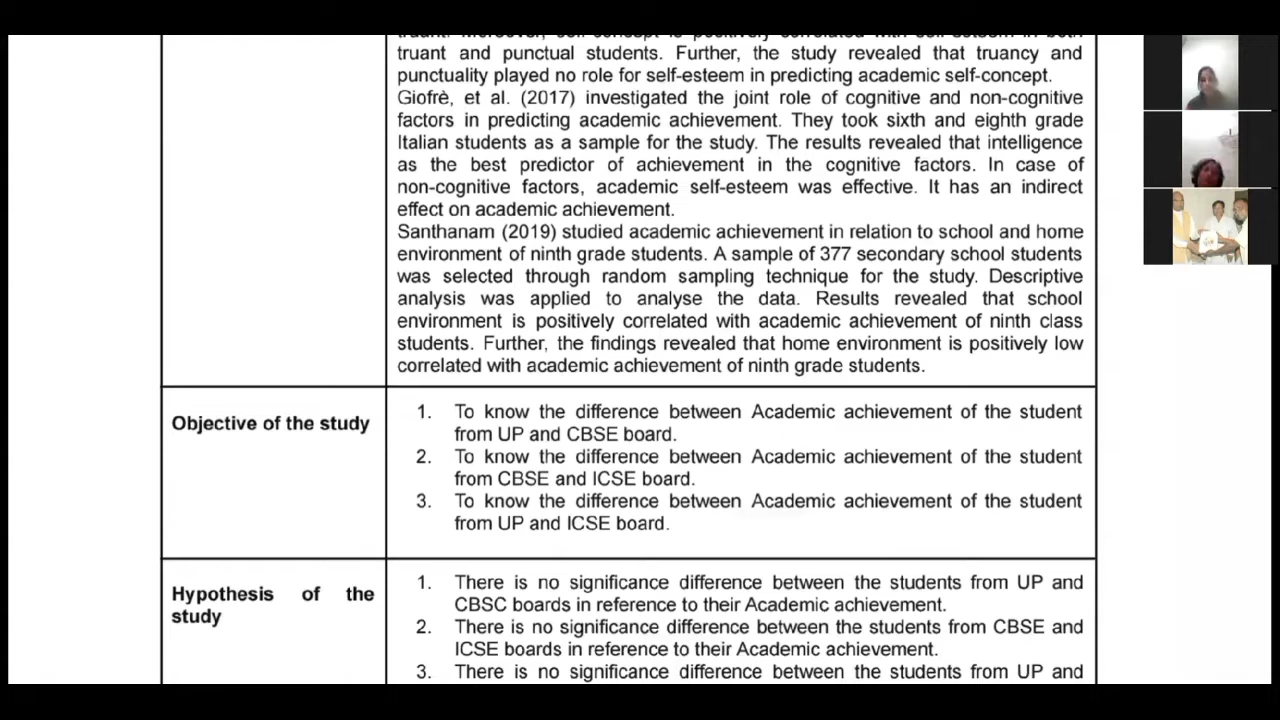 truant. Moreover, self-concept is positively correlated with self-esteem in both
truant and punctual students. Further, the study revealed that truancy and
punctuality played no role for self-esteem in predicting academic self-concept.
Giofrè, et al. (2017) investigated the joint role of cognitive and non-cognitive
factors in predicting academic achievement. They took sixth and eighth grade
Italian students as a sample for the study. The results revealed that intelligence
as the best predictor of achievement in the cognitive factors. In case of
non-cognitive factors, academic self-esteem was effective. It has an indirect
effect on academic achievement.
Santhanam (2019) studied academic achievement in relation to school and home
environment of ninth grade students. A sample of 377 secondary school students
was selected through random sampling technique for the study. Descriptive
analysis was applied to analyse the data. Results revealed that school
environment is positively correlated with academic achievement of ninth class
students. Further, the findings revealed that home environment is positively low
correlated with academic achievement of ninth grade students.
Objective of the study
1. To know the difference between Academic achievement of the student
from UP and CBSE board.
2. To know the difference between Academic achievement of the student
from CBSE and ICSE board.
3. To know the difference between Academic achievement of the student
from UP and ICSE board.
Hypothesis of the
study
1. There is no significance difference between the students from UP and
CBSC boards in reference to their Academic achievement.
2. There is no significance difference between the students from CBSE and
ICSE boards in reference to their Academic achievement.
3. There is no significance difference between the students from UP and